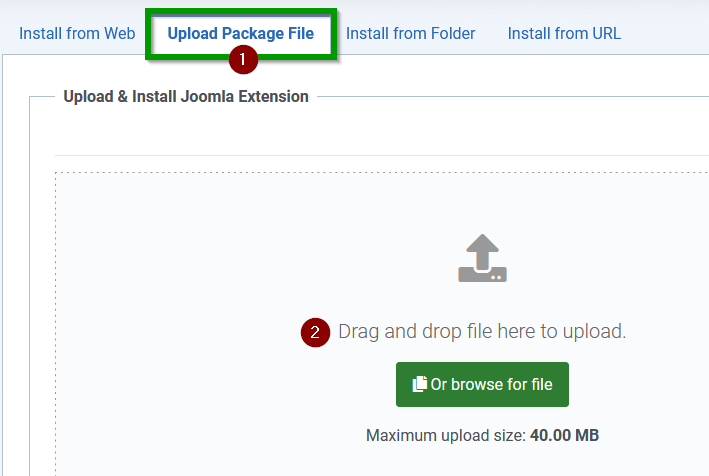 Install from Web Upload Package File Install from Folder Install from URL
1
Upload & Install Joomla Extension
2 Drag and drop file here to upload.
Or browse for file
Maximum upload size: 40.00 MB